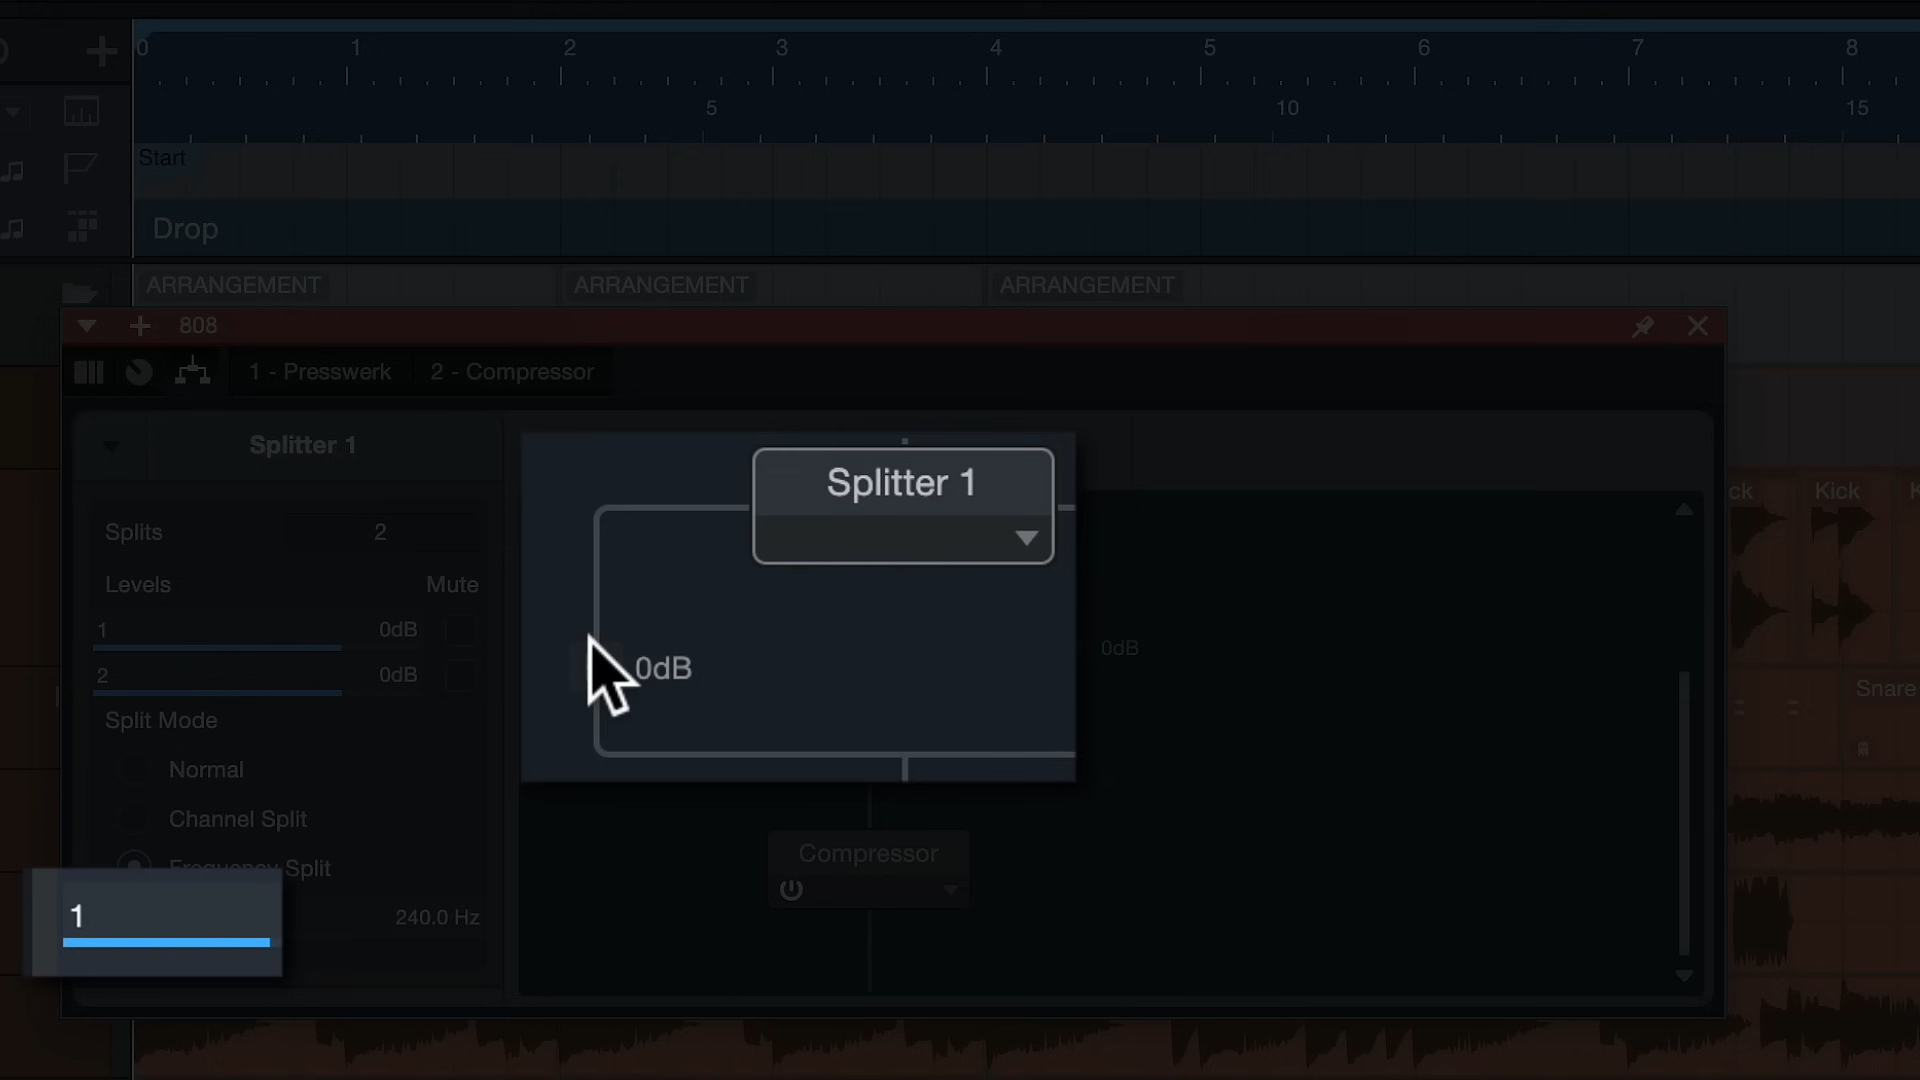 0 1 2 3 4 5 6 7 8
5 10 15
Start
Drop
ARRANGEMENT ARRANGEMENT ARRANGEMENT
808
1 - Presswerk 2 - Compressor
Splitter 1
Splits 2
Levels Mute
1 0dB
2 0dB
Split Mode
Normal
Channel Split
Frequency Split
1
240.0 Hz
Splitter 1
0dB
0dB
Compressor
ck Kick K
Snare